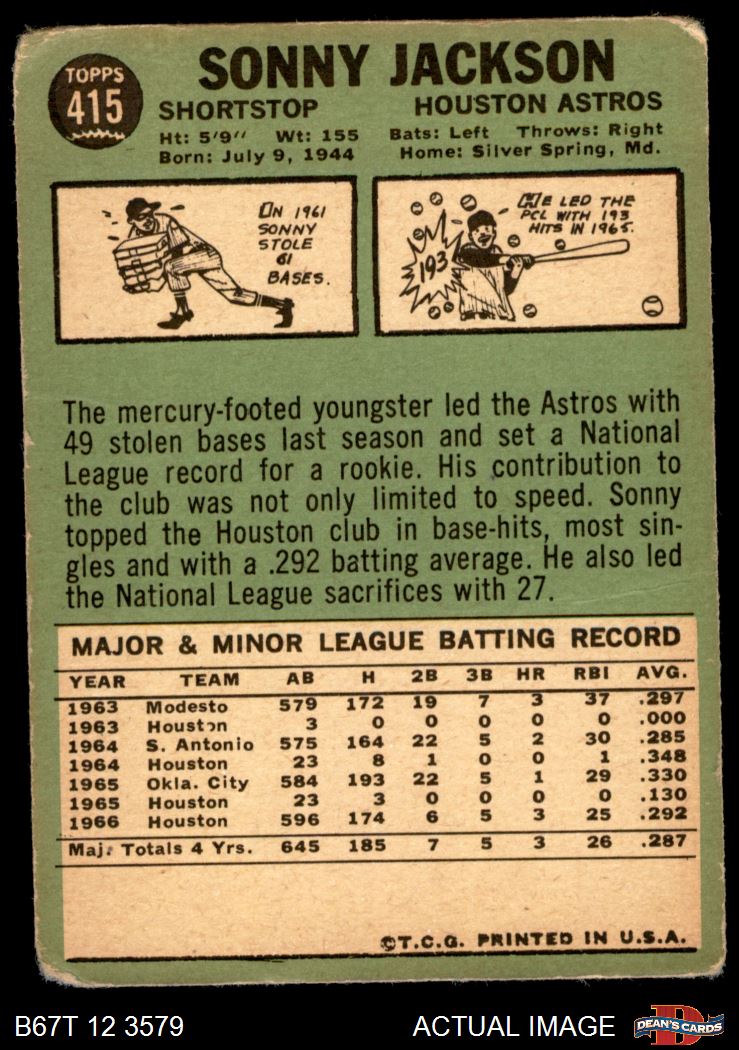 TOPPS
415
SONNY JACKSON
SHORTSTOP HOUSTON ASTROS
Ht: 5'9" Wt: 155 Bats: Left Throws: Right
Born: July 9, 1944 Home: Silver Spring, Md.
IN 1961
SONNY
STOLE
61
BASES.
HE LED THE
PCL WITH 193
HITS IN 1965.
193
The mercury-footed youngster led the Astros with
49 stolen bases last season and set a National
League record for a rookie. His contribution to
the club was not only limited to speed. Sonny
topped the Houston club in base-hits, most sin-
gles and with a .292 batting average. He also led
the National League sacrifices with 27.
MAJOR & MINOR LEAGUE BATTING RECORD
YEAR TEAM AB H 2B 3B HR RBI AVG.
1963 Modesto 579 172 19 7 3 37 .297
1963 Houston 3 0 0 0 0 0 .000
1964 S. Antonio 575 164 22 5 2 30 .285
1964 Houston 23 8 1 0 0 1 .348
1965 Okla. City 584 193 22 5 1 29 .330
1965 Houston 23 3 0 0 0 0 .130
1966 Houston 596 174 6 5 3 25 .292
Maj. Totals 4 Yrs. 645 185 7 5 3 26 .287
©T.C.G. PRINTED IN U.S.A.
B67T 12 3579 ACTUAL IMAGE D DEAN'S CARDS